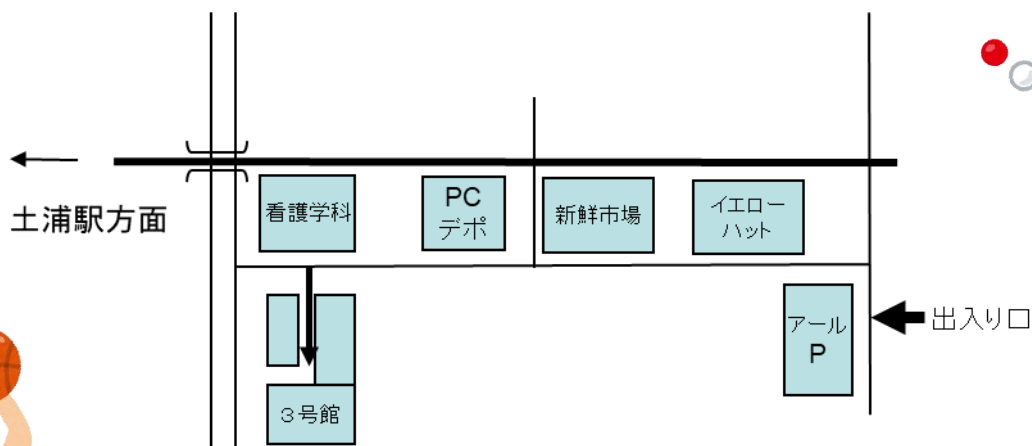 土浦駅方面
看護学科
PC
デポ
新鮮市場
イエロー
ハット
アール
P
出入り口
３号館